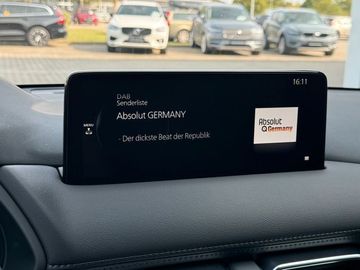 16:11
DAB
Senderliste
Absolut GERMANY
- Der dickste Beat der Republik
Absolut
Germany
MENU